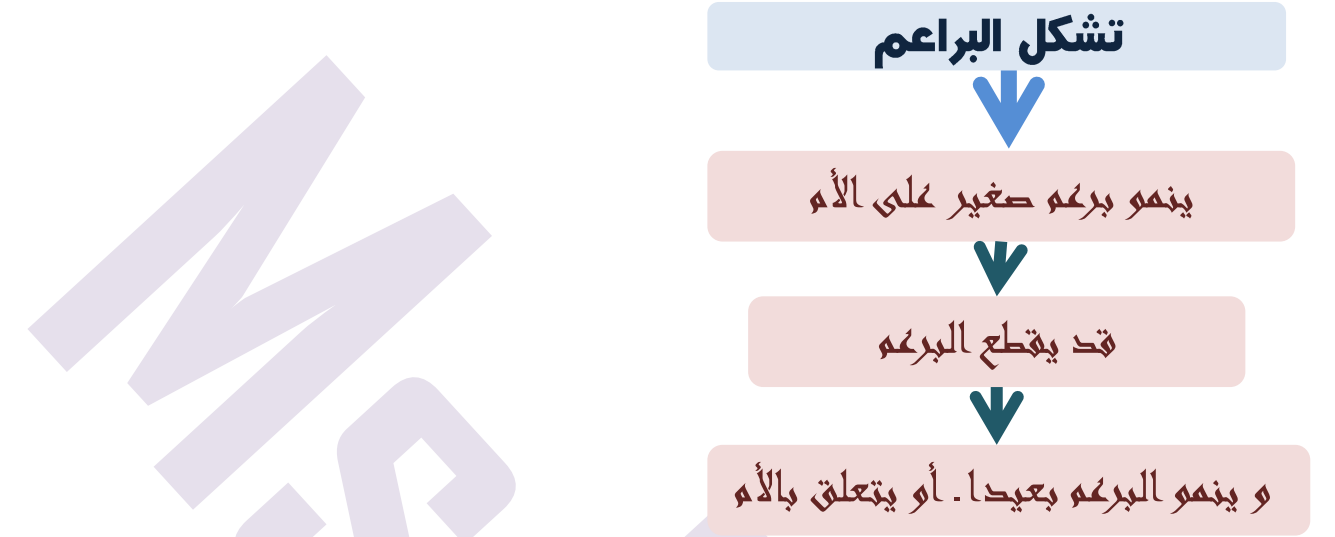 تشكل البراعم
ينمو برعم صغير على الأم
قد يقطع البرعم
و ينمو البرعم بعيدا. أو يتعلق بالأم